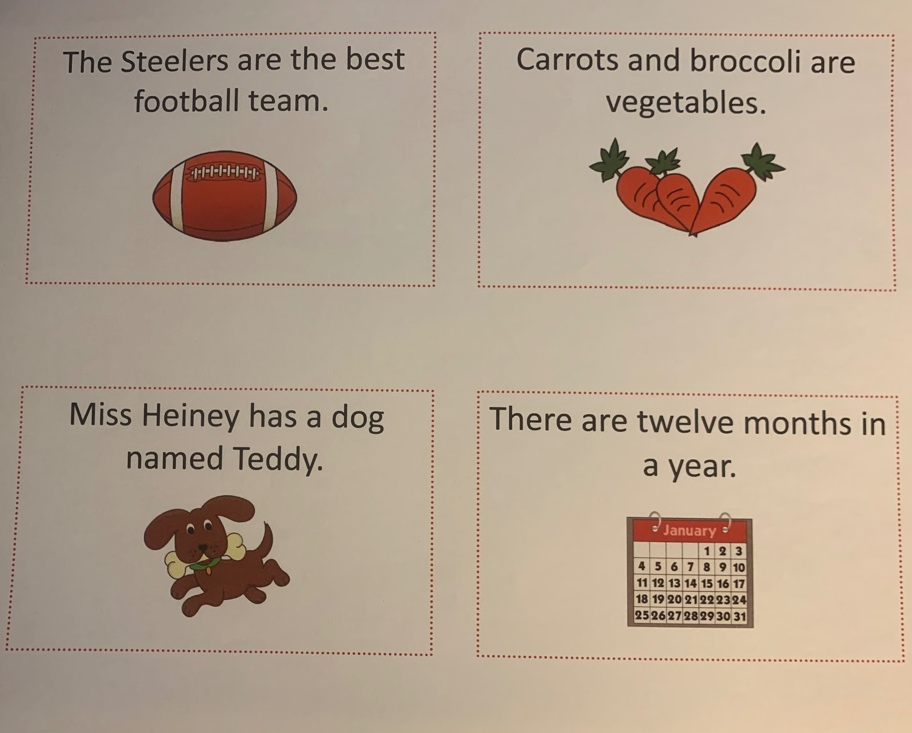 The Steelers are the best
football team.
Carrots and broccoli are
vegetables.
Miss Heiney has a dog
named Teddy.
There are twelve months in
a year.
January
1 2 3
4 5 6 7 8 9 10
11 12 13 14 15 16 17
18 19 20 21 22 23 24
25 26 27 28 29 30 31